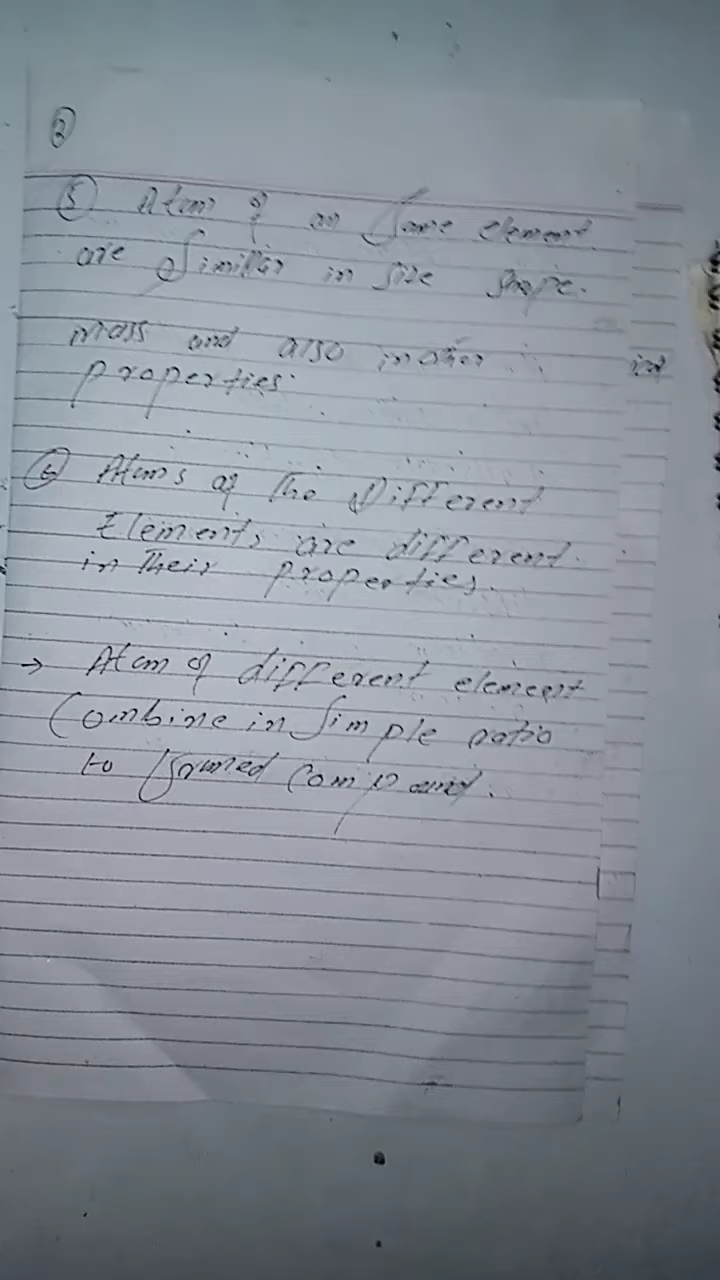 ②
⑤ Atom of an Same element
are Similar in size shape.
mass and also in other
properties.
⑥ Atoms of the Different
Elements are different.
in Their properties.
→ Atom of different element
Combine in Simple ratio
to formed Compound.